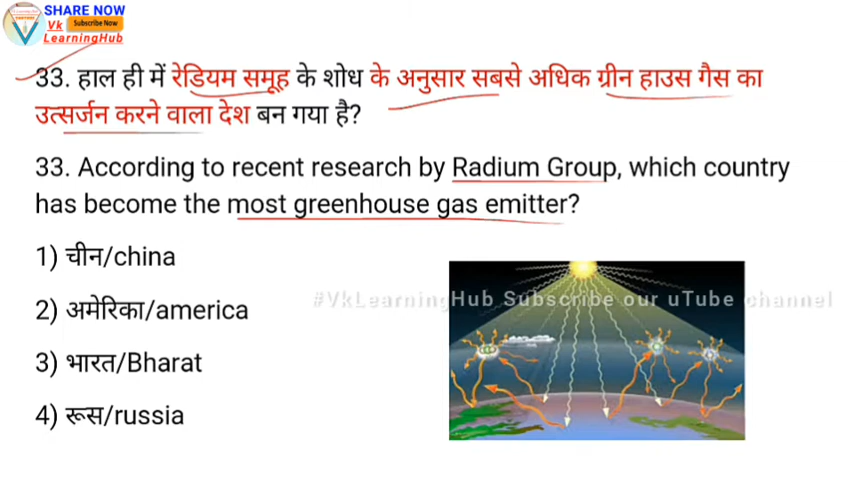 SHARE NOW
Vk Subscribe Now
LearningHub
33. हाल ही में रेडियम समूह के शोध के अनुसार सबसे अधिक ग्रीन हाउस गैस का
उत्सर्जन करने वाला देश बन गया है?
33. According to recent research by Radium Group, which country
has become the most greenhouse gas emitter?
1) चीन/china
#VkLearningHub Subscribe our uTube channel
2) अमेरिका/america
3) भारत/Bharat
4) रूस/russia